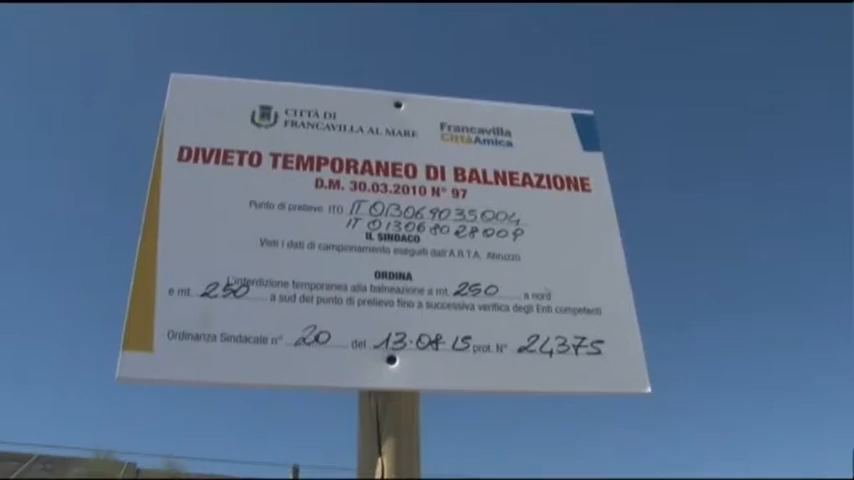 CITTÀ DI
FRANCAVILLA AL MARE
Francavilla
CittàAmica
DIVIETO TEMPORANEO DI BALNEAZIONE
D.M. 30.03.2010 N° 97
Punto di prelievo ITO IT013069035004
IT 013068028009
IL SINDACO
Visti i dati di campionamento eseguiti dall'A.R.T.A. Abruzzo
ORDINA
L'interdizione temporanea alla balneazione a mt. 250 a nord
e mt. 250 a sud del punto di prelievo fino a successiva verifica degli Enti competenti
Ordinanza Sindacale n° 20 del 13.08.15 prot. N° 24375